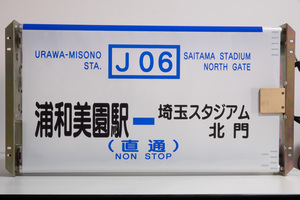 URAWA-MISONO STA.
J 06
SAITAMA STADIUM NORTH GATE
浦和美園駅ー埼玉スタジアム北門
(直通)
NON STOP